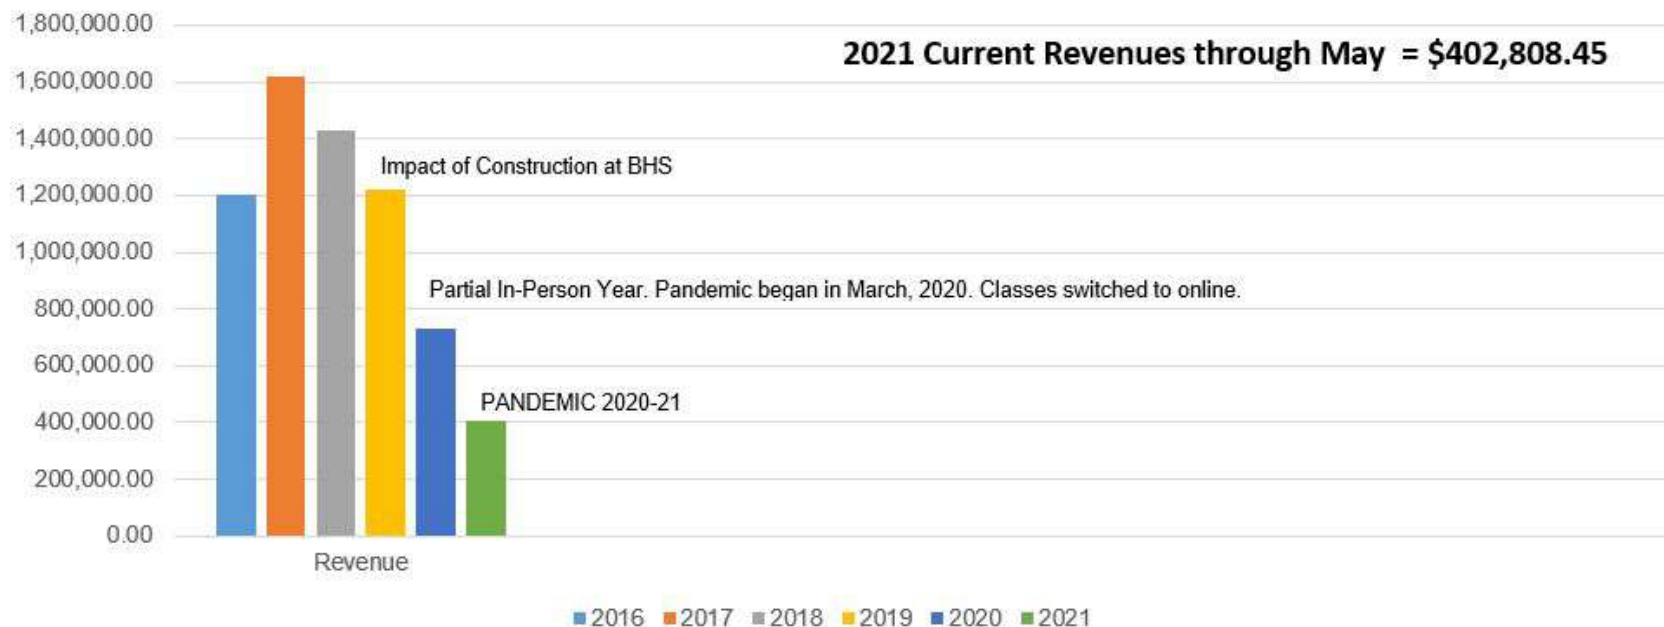 1,800,000.00
2021 Current Revenues through May = $402,808.45
1,600,000.00
1,400,000.00
Impact of Construction at BHS
1,200,000.00
1,000,000.00
Partial In-Person Year. Pandemic began in March, 2020. Classes switched to online.
800,000.00
600,000.00
PANDEMIC 2020-21
400,000.00
200,000.00
0.00
Revenue
2016 2017 2018 2019 2020 2021